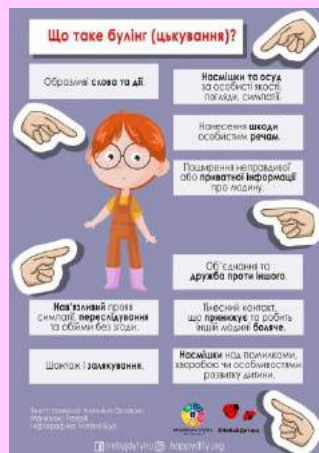 Що таке булінг (цькування)?
Образливі слова та дії.
Насмішки та осуд
за особисті якості,
погляди, симпатії.
Нанесення шкоди
особистим речам.
Поширення неправдивої
або приватної інформації
про людину.
Об'єднання та
дружба проти іншого.
Нав'язливий прояв
симпатії, переслідування
та обійми без згоди.
Тілесний контакт,
що принижує та робить
іншій людині боляче.
Шантаж і залякування.
Насмішки над помилками,
хворобою чи особливостями
розвитку дитини.